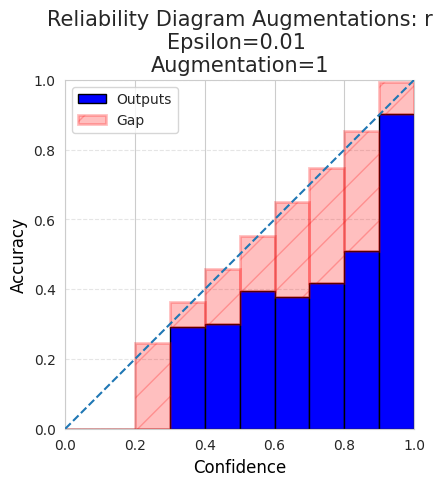 Reliability Diagram Augmentations: r
Epsilon=0.01
Augmentation=1
1.0
0.8
0.6
0.4
0.2
0.0
Accuracy
Outputs
Gap
0.0 0.2 0.4 0.6 0.8 1.0
Confidence